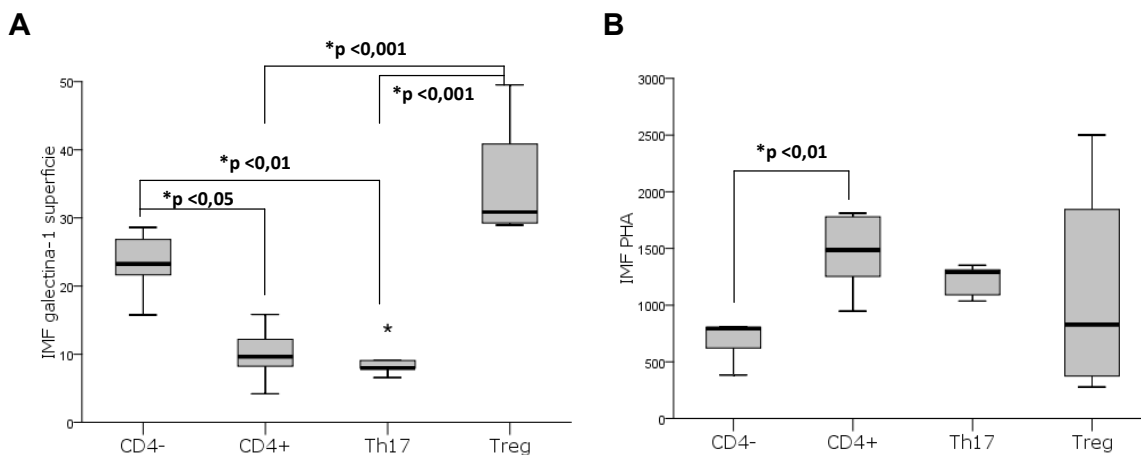 A
*p <0,001
*p <0,001
*p <0,01
*p <0,05
IMF galectina-1 superficie
50
40
30
20
10
0
*
CD4- CD4+ Th17 Treg
B
*p <0,01
IMF PHA
3000
2500
2000
1500
1000
500
0
CD4- CD4+ Th17 Treg